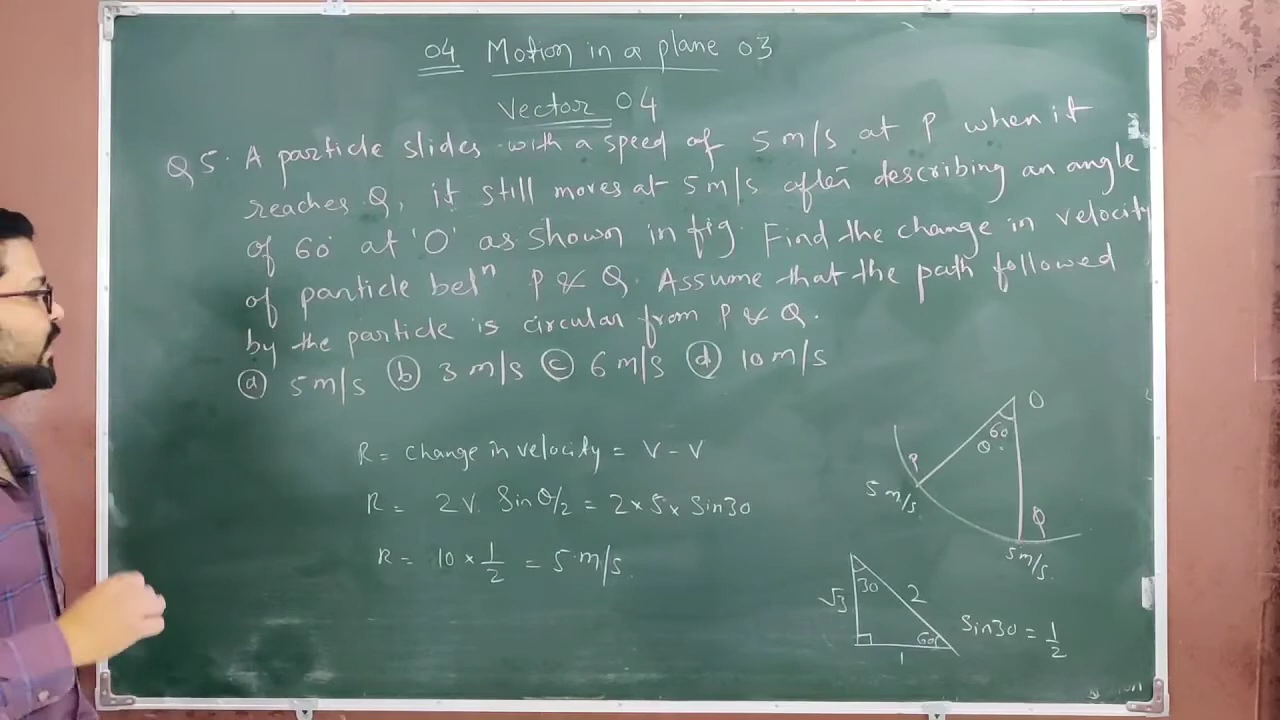 04 Motion in a plane 03
Vector 04
Q 5. A particle slides with a speed of 5 m/s at P when it
reaches Q, it still moves at 5 m/s after describing an angle
of 60° at 'O' as shown in fig. Find the change in velocity
of particle betⁿ P & Q. Assume that the path followed
by the particle is circular from P & Q.
(a) 5 m/s (b) 3 m/s (c) 6 m/s (d) 10 m/s
R = change in velocity = V - V
R = 2V. Sin θ/2 = 2 × 5 × Sin30
R = 10 × 1/2 = 5 m/s.
O
60
θ
P
5 m/s
Q
5 m/s.
30
√3
2
60
1
Sin30 = 1/2